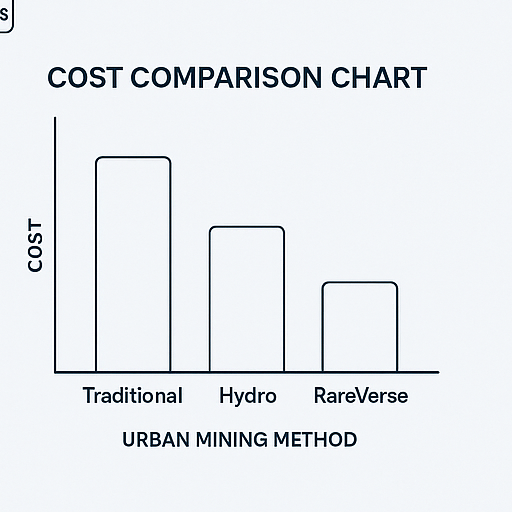 COST COMPARISON CHART
COST
Traditional
Hydro
RareVerse
URBAN MINING METHOD